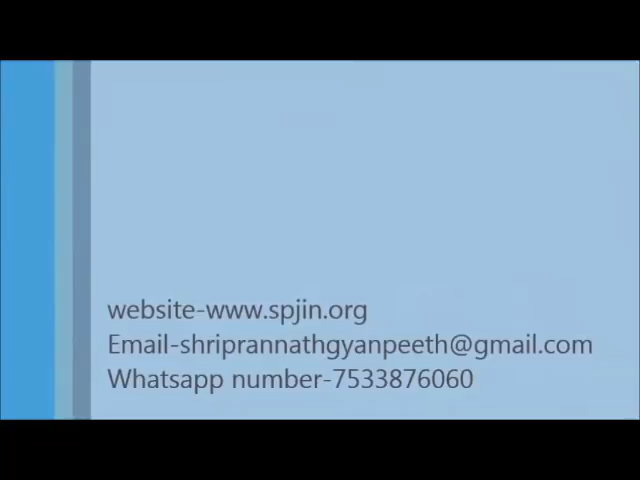 website-www.spjin.org
Email-shriprannathgyanpeeth@gmail.com
Whatsapp number-7533876060